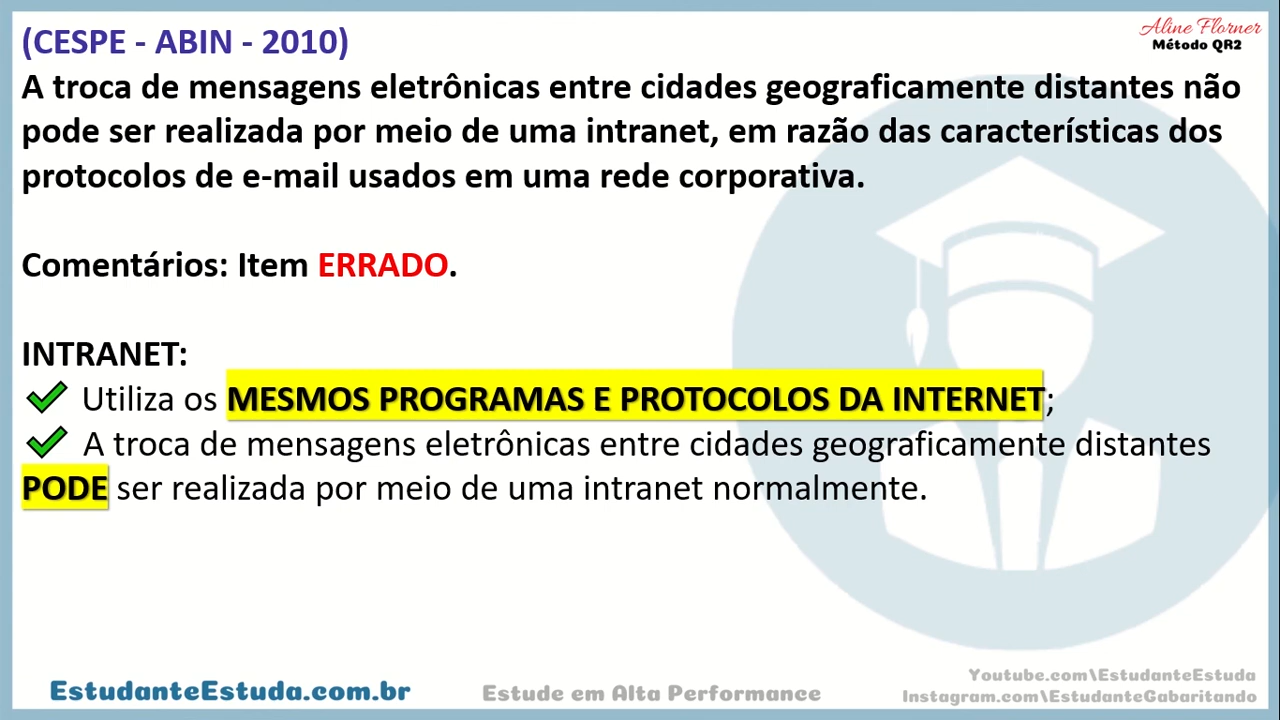 (CESPE - ABIN - 2010)
Aline Florner
Método QR2
A troca de mensagens eletrônicas entre cidades geograficamente distantes não
pode ser realizada por meio de uma intranet, em razão das características dos
protocolos de e-mail usados em uma rede corporativa.
Comentários: Item ERRADO.
INTRANET:
Utiliza os MESMOS PROGRAMAS E PROTOCOLOS DA INTERNET;
A troca de mensagens eletrônicas entre cidades geograficamente distantes
PODE ser realizada por meio de uma intranet normalmente.
EstudanteEstuda.com.br
Estude em Alta Performance
Youtube.com\EstudanteEstuda
Instagram.com\EstudanteGabaritando